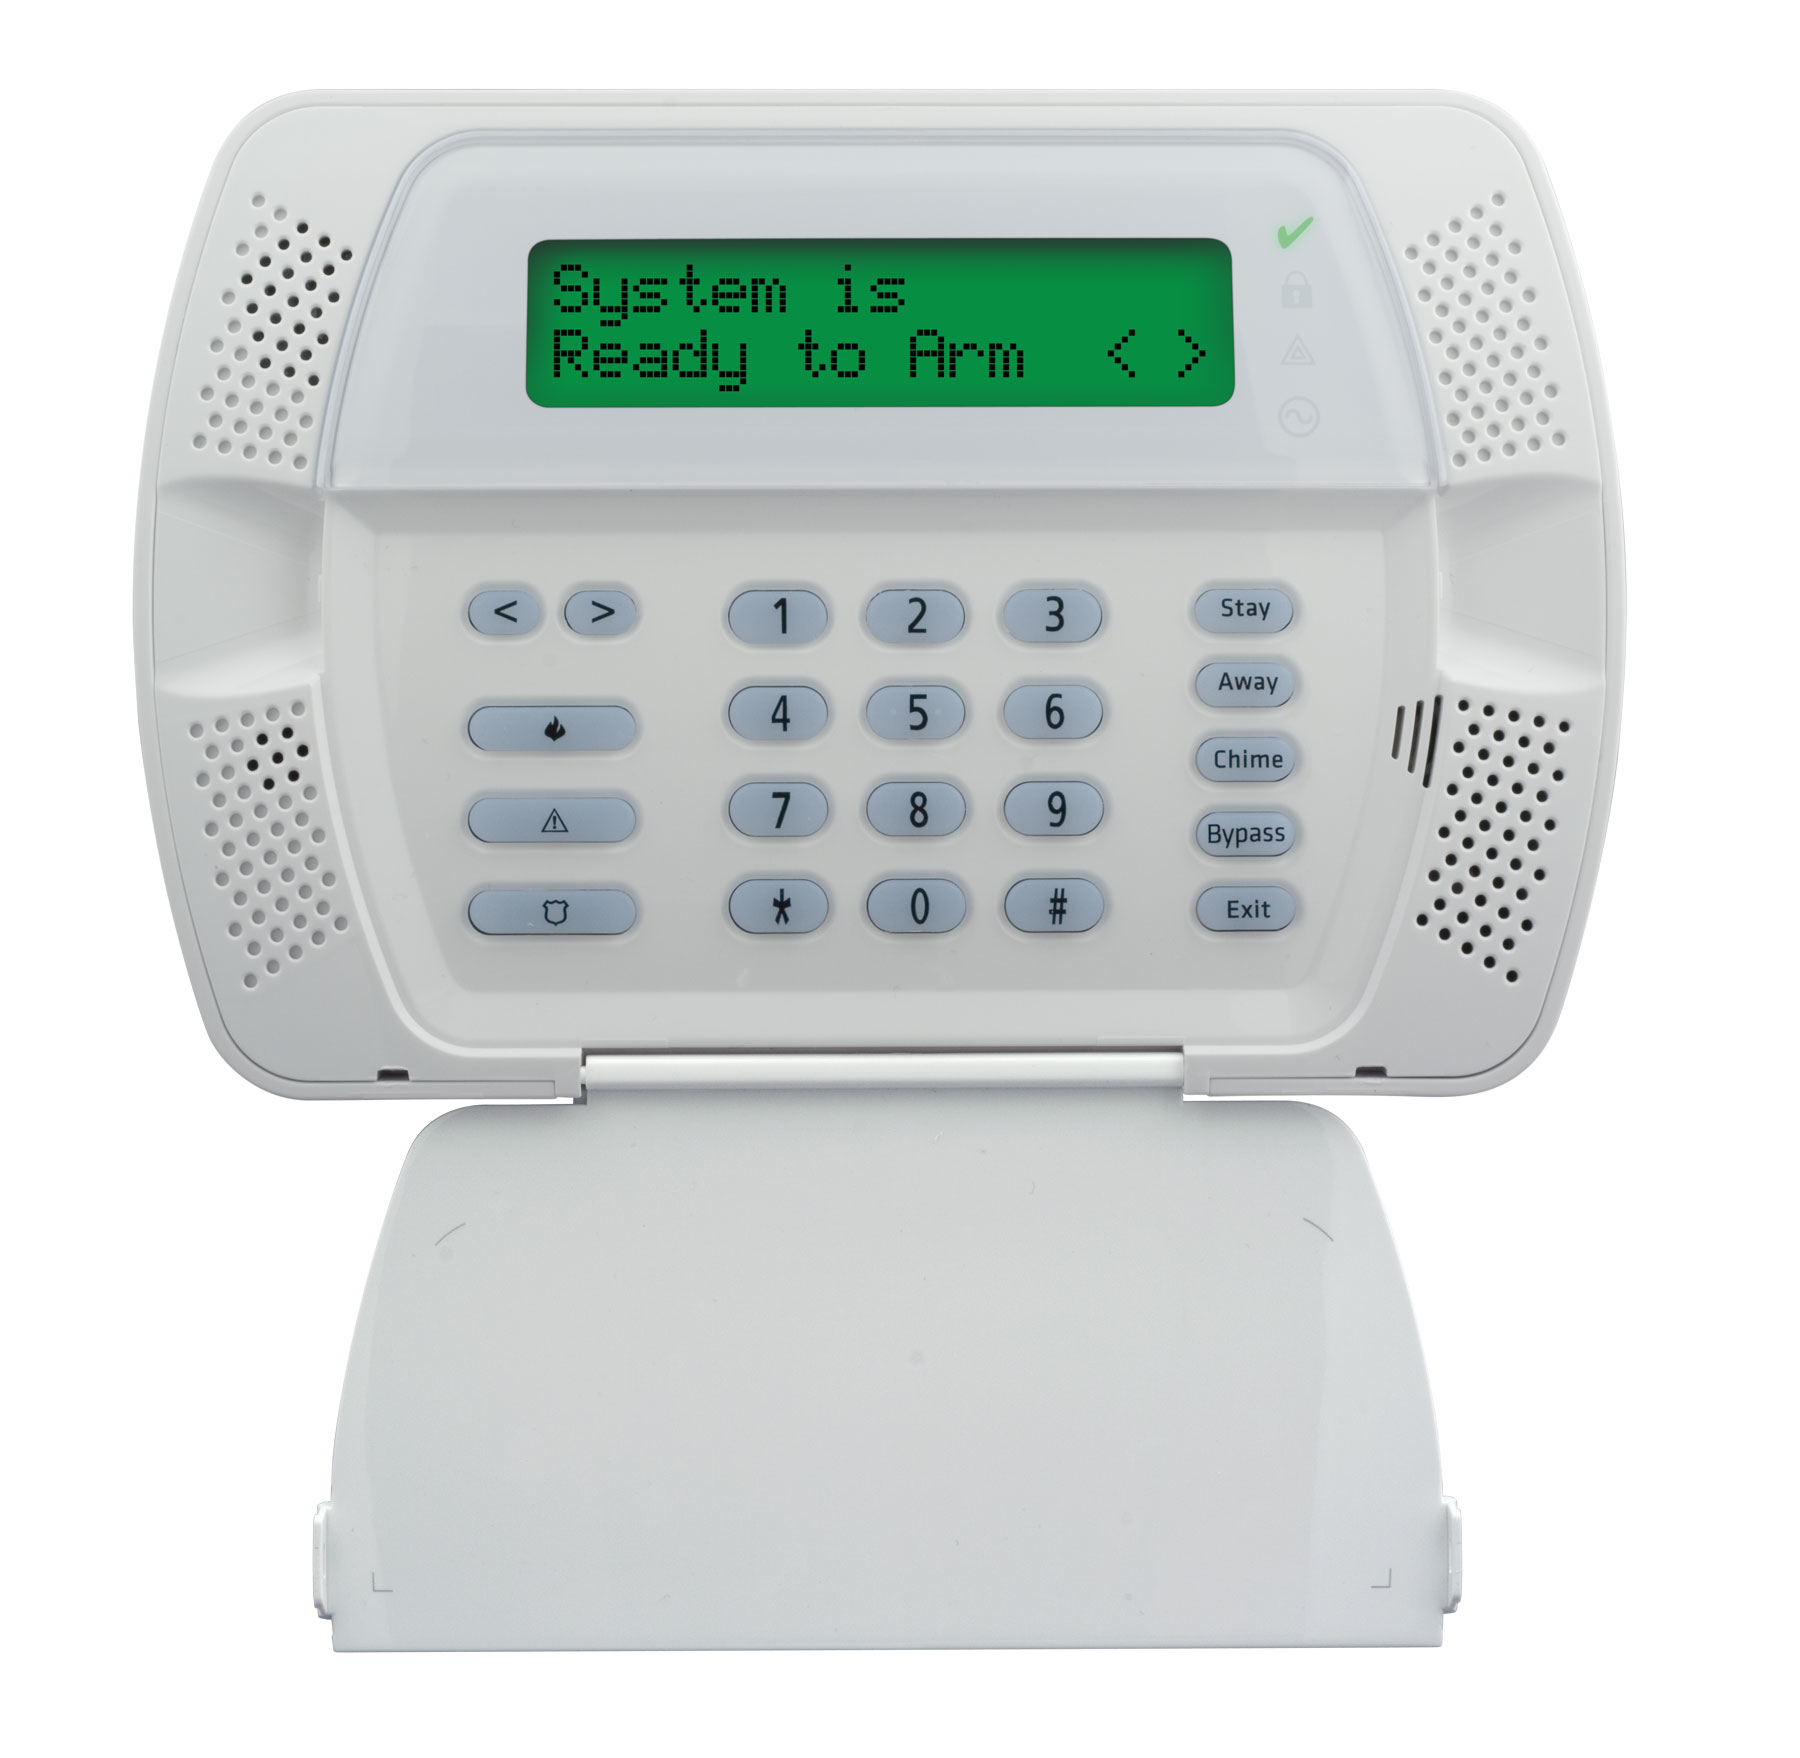 System is
Ready to Arm < >
< > 1 2 3 Stay
4 5 6 Away
7 8 9 Chime
Bypass
* 0 # Exit